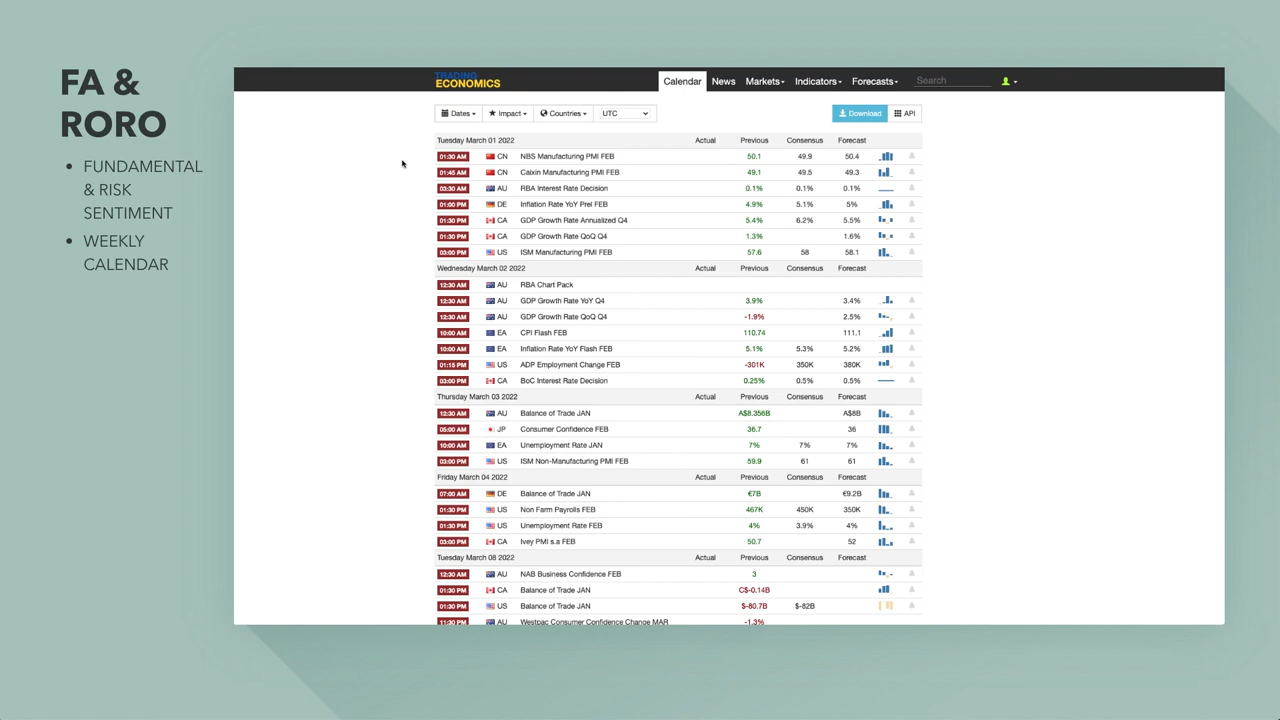 FA &
RORO
• FUNDAMENTAL
& RISK
SENTIMENT
• WEEKLY
CALENDAR
TRADING
ECONOMICS
Calendar News Markets Indicators Forecasts Search
Dates Impact Countries UTC Download API
Tuesday March 01 2022 Actual Previous Consensus Forecast
01:30 AM CN NBS Manufacturing PMI FEB 50.1 49.9 50.4
01:45 AM CN Caixin Manufacturing PMI FEB 49.1 49.5 49.3
03:30 AM AU RBA Interest Rate Decision 0.1% 0.1% 0.1%
01:00 PM DE Inflation Rate YoY Prel FEB 4.9% 5.1% 5%
01:30 PM CA GDP Growth Rate Annualized Q4 5.4% 6.2% 5.5%
01:30 PM CA GDP Growth Rate QoQ Q4 1.3% 1.6%
03:00 PM US ISM Manufacturing PMI FEB 57.6 58 58.1
Wednesday March 02 2022 Actual Previous Consensus Forecast
12:30 AM AU RBA Chart Pack
12:30 AM AU GDP Growth Rate YoY Q4 3.9% 3.4%
12:30 AM AU GDP Growth Rate QoQ Q4 -1.9% 2.5%
10:00 AM EA CPI Flash FEB 110.74 111.1
10:00 AM EA Inflation Rate YoY Flash FEB 5.1% 5.3% 5.2%
01:15 PM US ADP Employment Change FEB -301K 350K 380K
03:00 PM CA BoC Interest Rate Decision 0.25% 0.5% 0.5%
Thursday March 03 2022 Actual Previous Consensus Forecast
12:30 AM AU Balance of Trade JAN A$8.356B A$8B
05:00 AM JP Consumer Confidence FEB 36.7 36
10:00 AM EA Unemployment Rate JAN 7% 7% 7%
03:00 PM US ISM Non-Manufacturing PMI FEB 59.9 61 61
Friday March 04 2022 Actual Previous Consensus Forecast
07:00 AM DE Balance of Trade JAN €7B €9.2B
01:30 PM US Non Farm Payrolls FEB 467K 450K 350K
01:30 PM US Unemployment Rate FEB 4% 3.9% 4%
03:00 PM CA Ivey PMI s.a FEB 50.7 52
Tuesday March 08 2022 Actual Previous Consensus Forecast
12:30 AM AU NAB Business Confidence FEB 3
01:30 PM CA Balance of Trade JAN C$-0.14B
01:30 PM US Balance of Trade JAN $-80.7B $-82B
11:30 PM AU Westpac Consumer Confidence Change MAR -1.3%